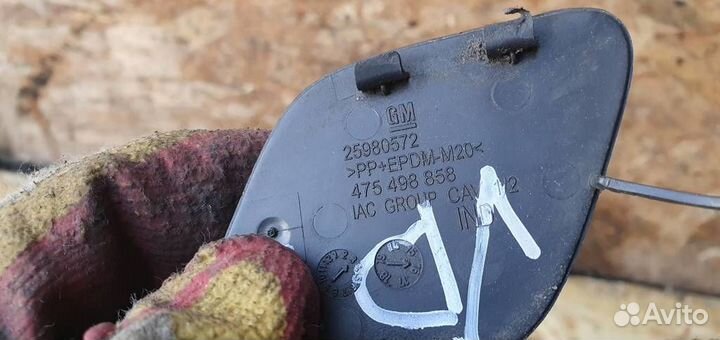 GM
25980572
>PP+EPDM-M20<
475 498 858
IAC GROUP CAV 1/2
IND
Avito